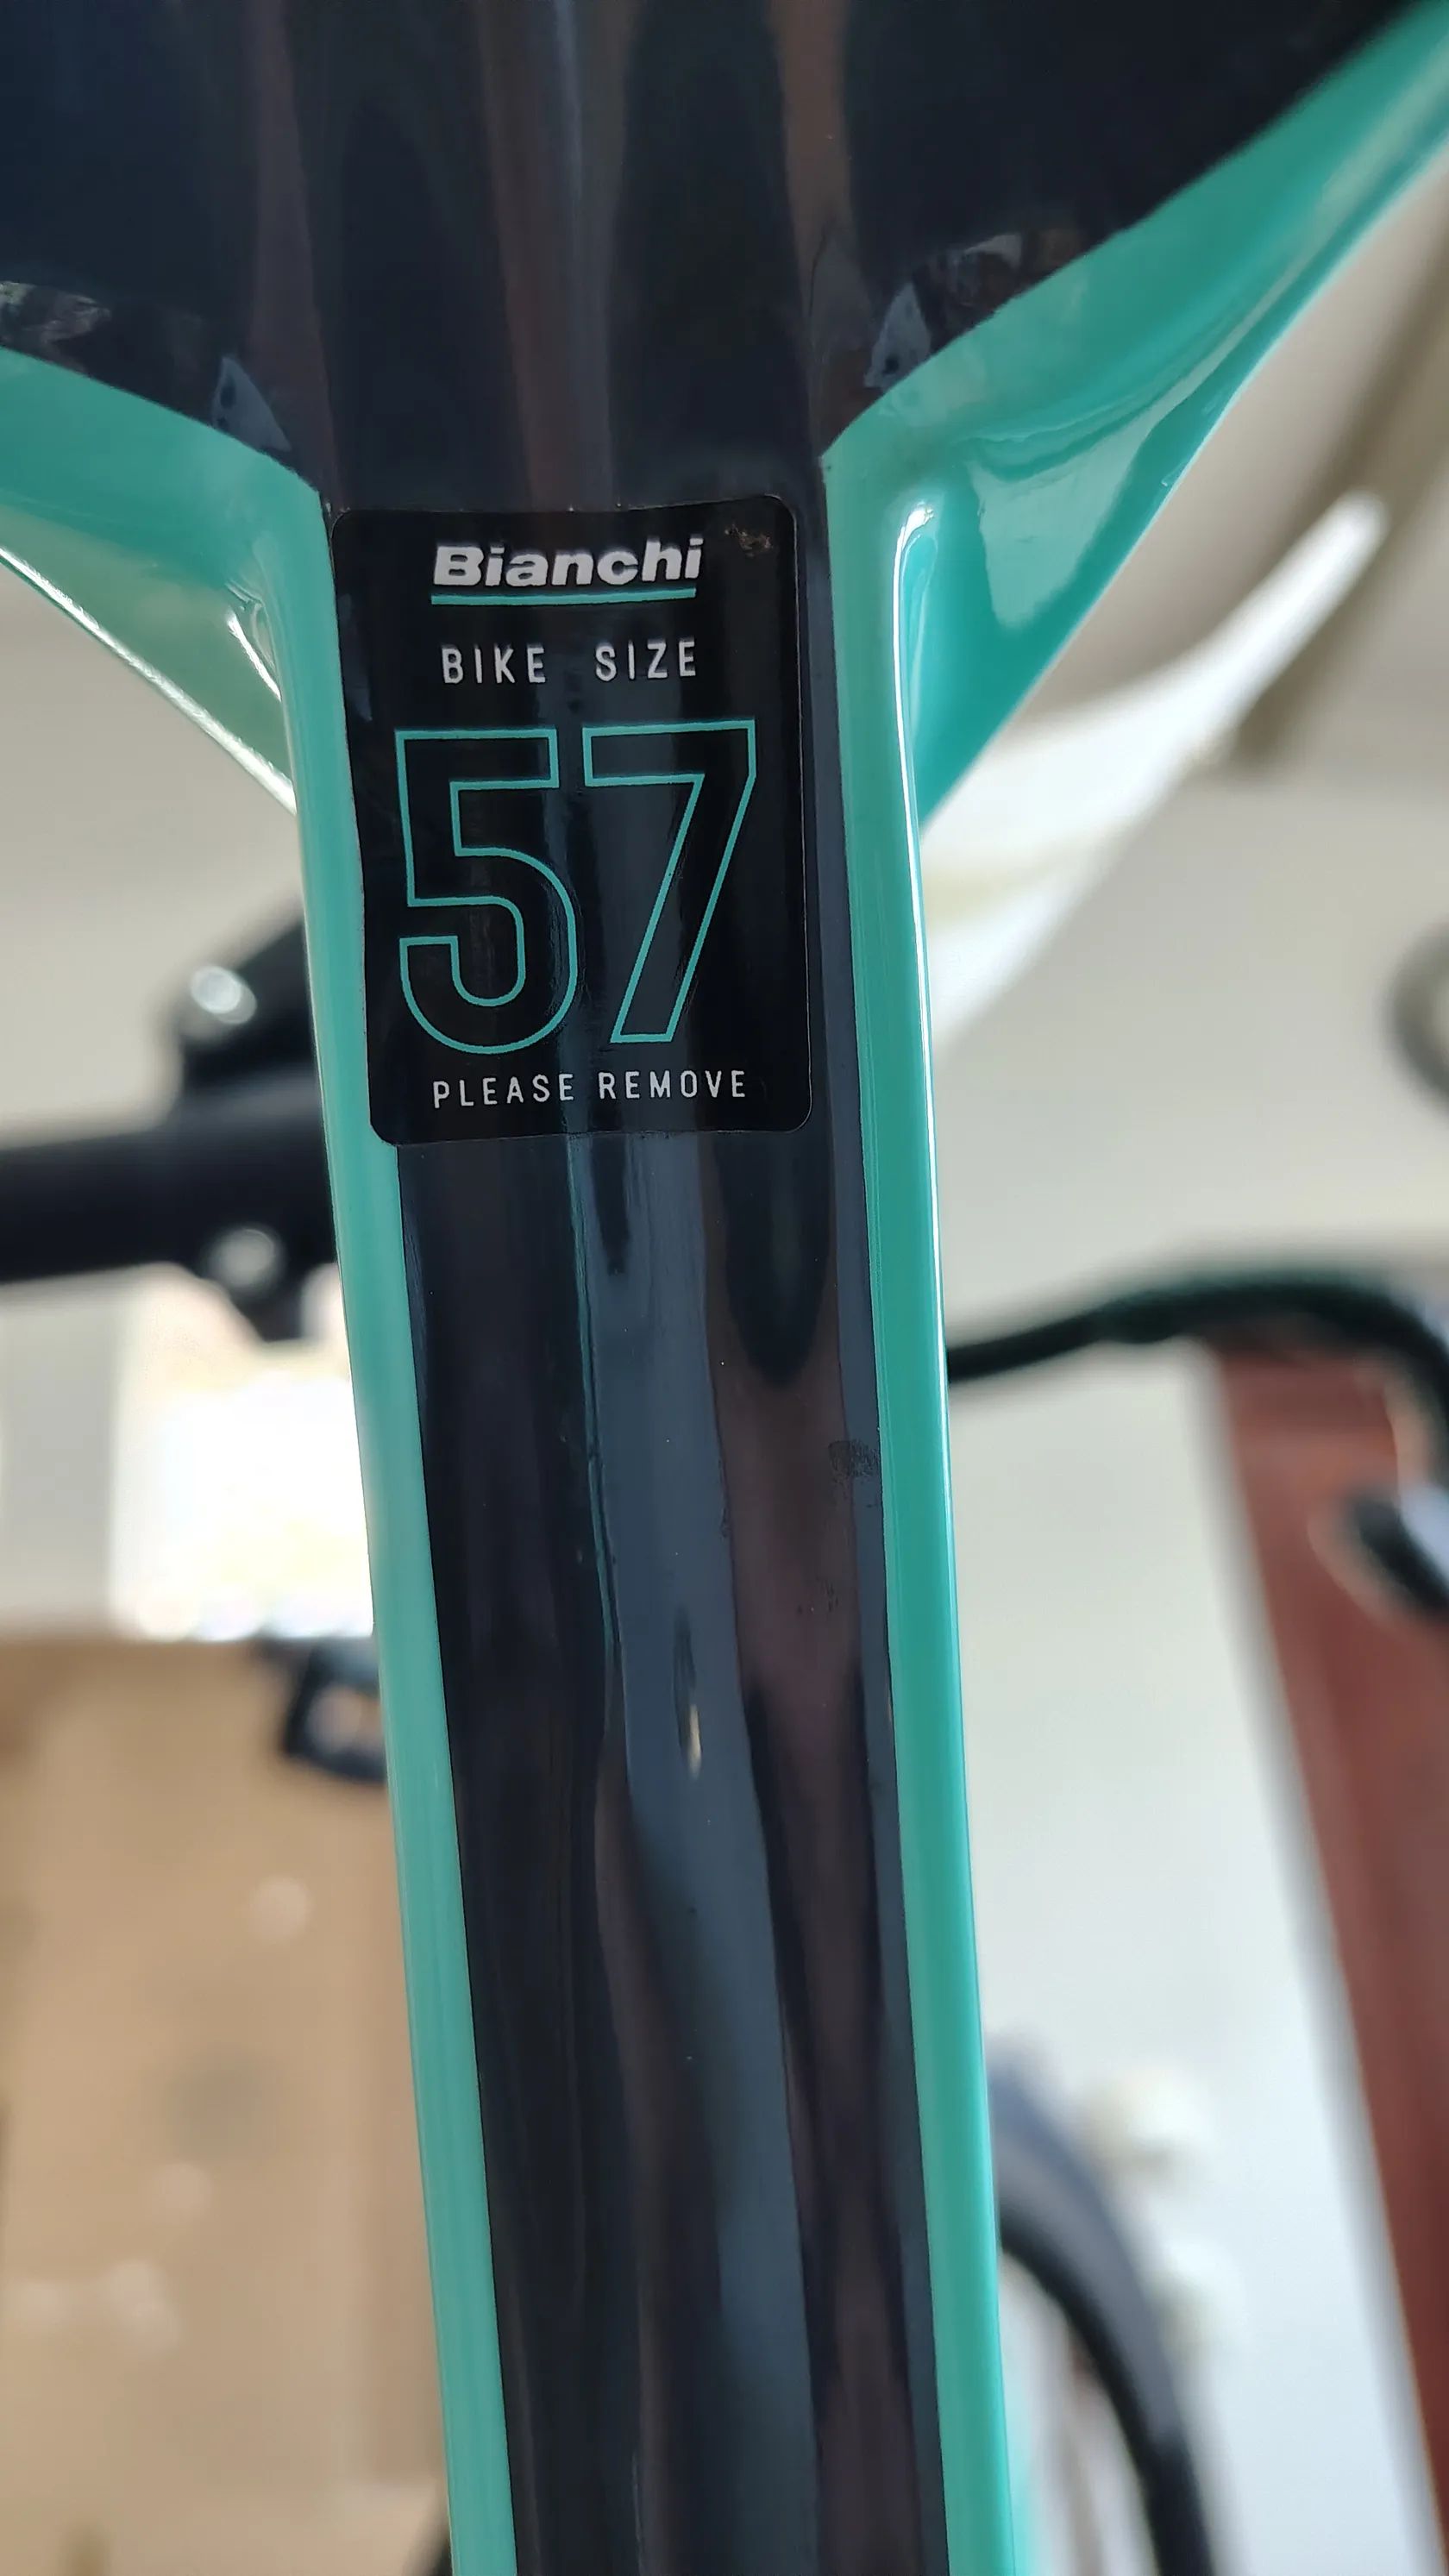 Bianchi
BIKE SIZE
57
PLEASE REMOVE